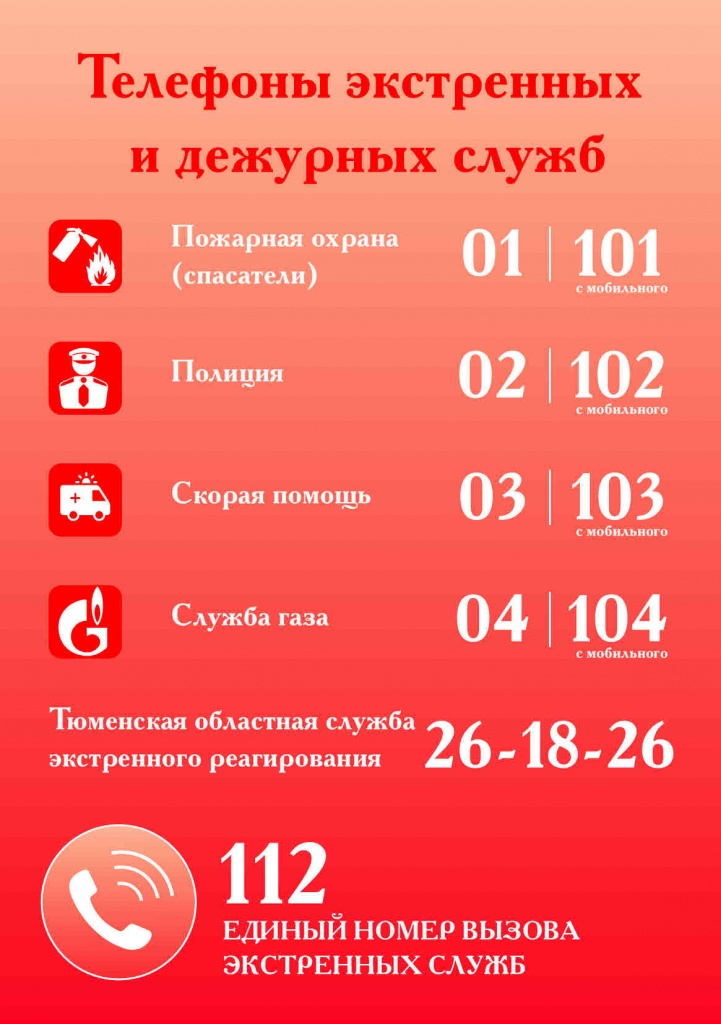 Телефоны экстренных
и дежурных служб
Пожарная охрана
(спасатели)
01 | 101
с мобильного
Полиция
02 | 102
с мобильного
Скорая помощь
03 | 103
с мобильного
Служба газа
04 | 104
с мобильного
Тюменская областная служба
экстренного реагирования
26-18-26
112
ЕДИНЫЙ НОМЕР ВЫЗОВА
ЭКСТРЕННЫХ СЛУЖБ